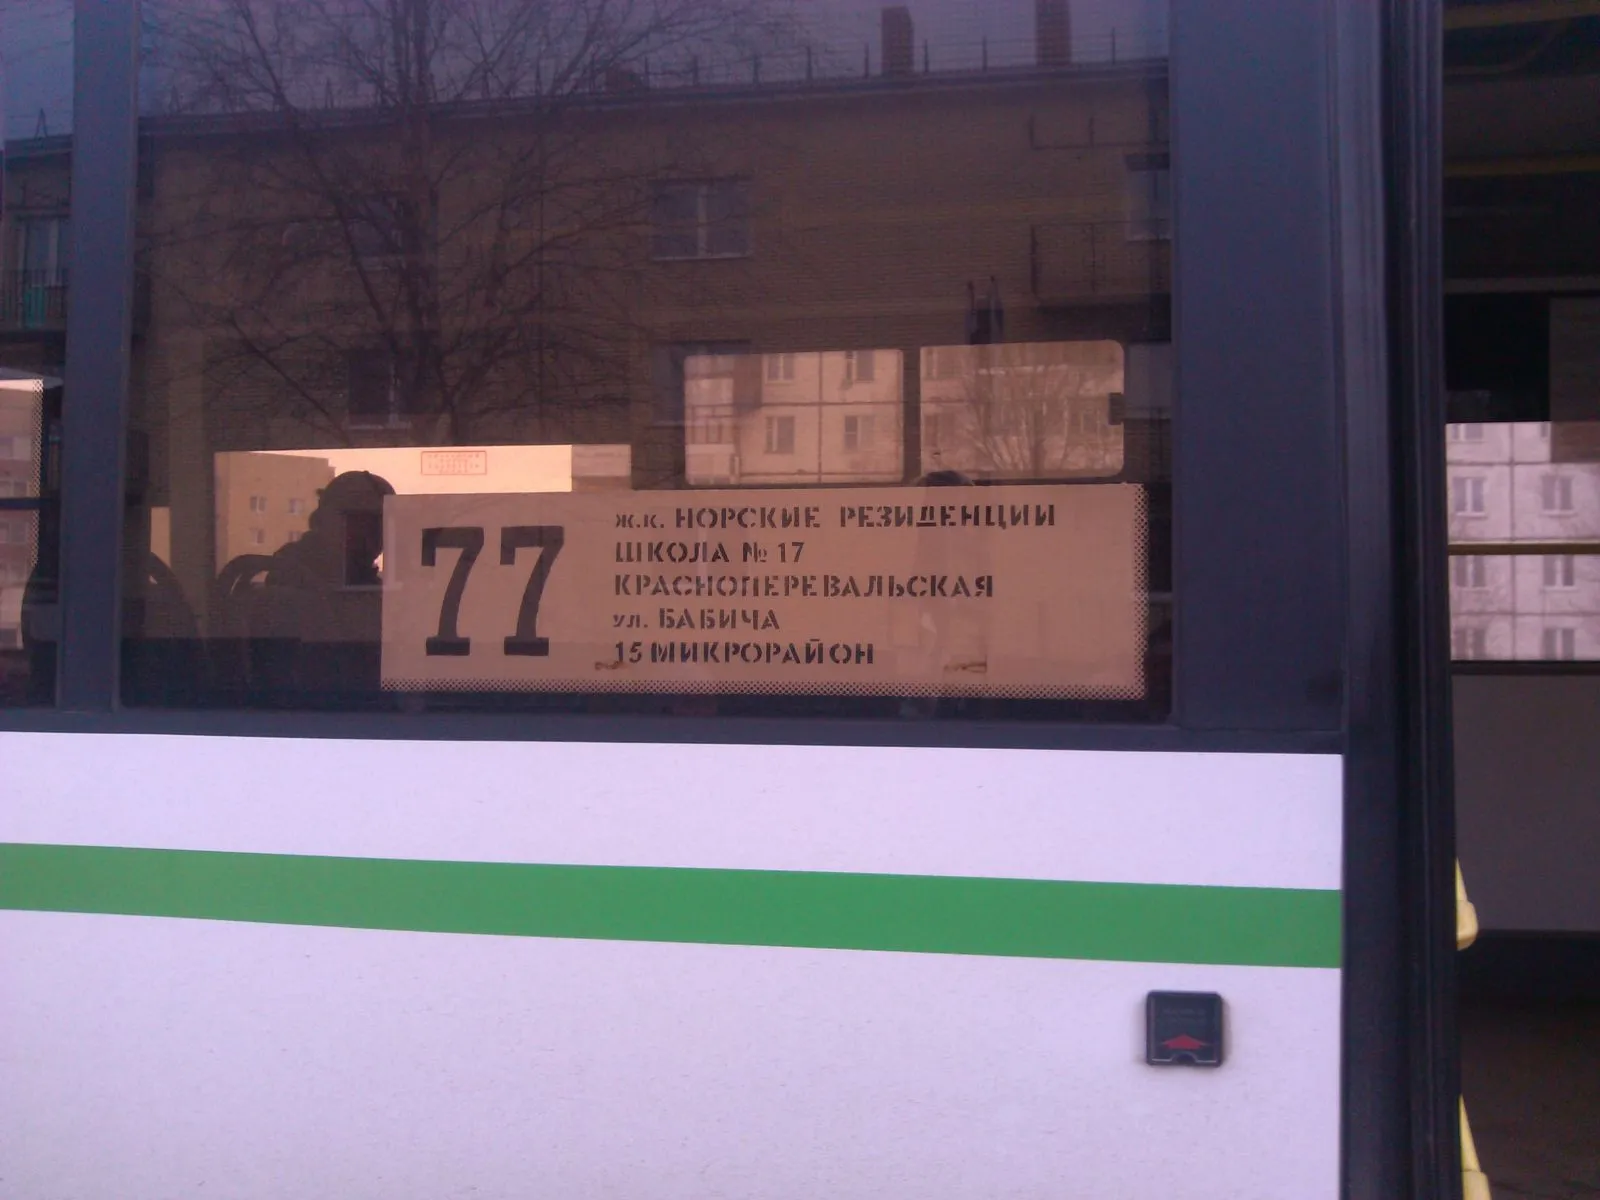 77
ж.к. НОРСКИЕ РЕЗИДЕНЦИИ
ШКОЛА № 17
КРАСНОПЕРЕВАЛЬСКАЯ
ул. БАБИЧА
15 МИКРОРАЙОН